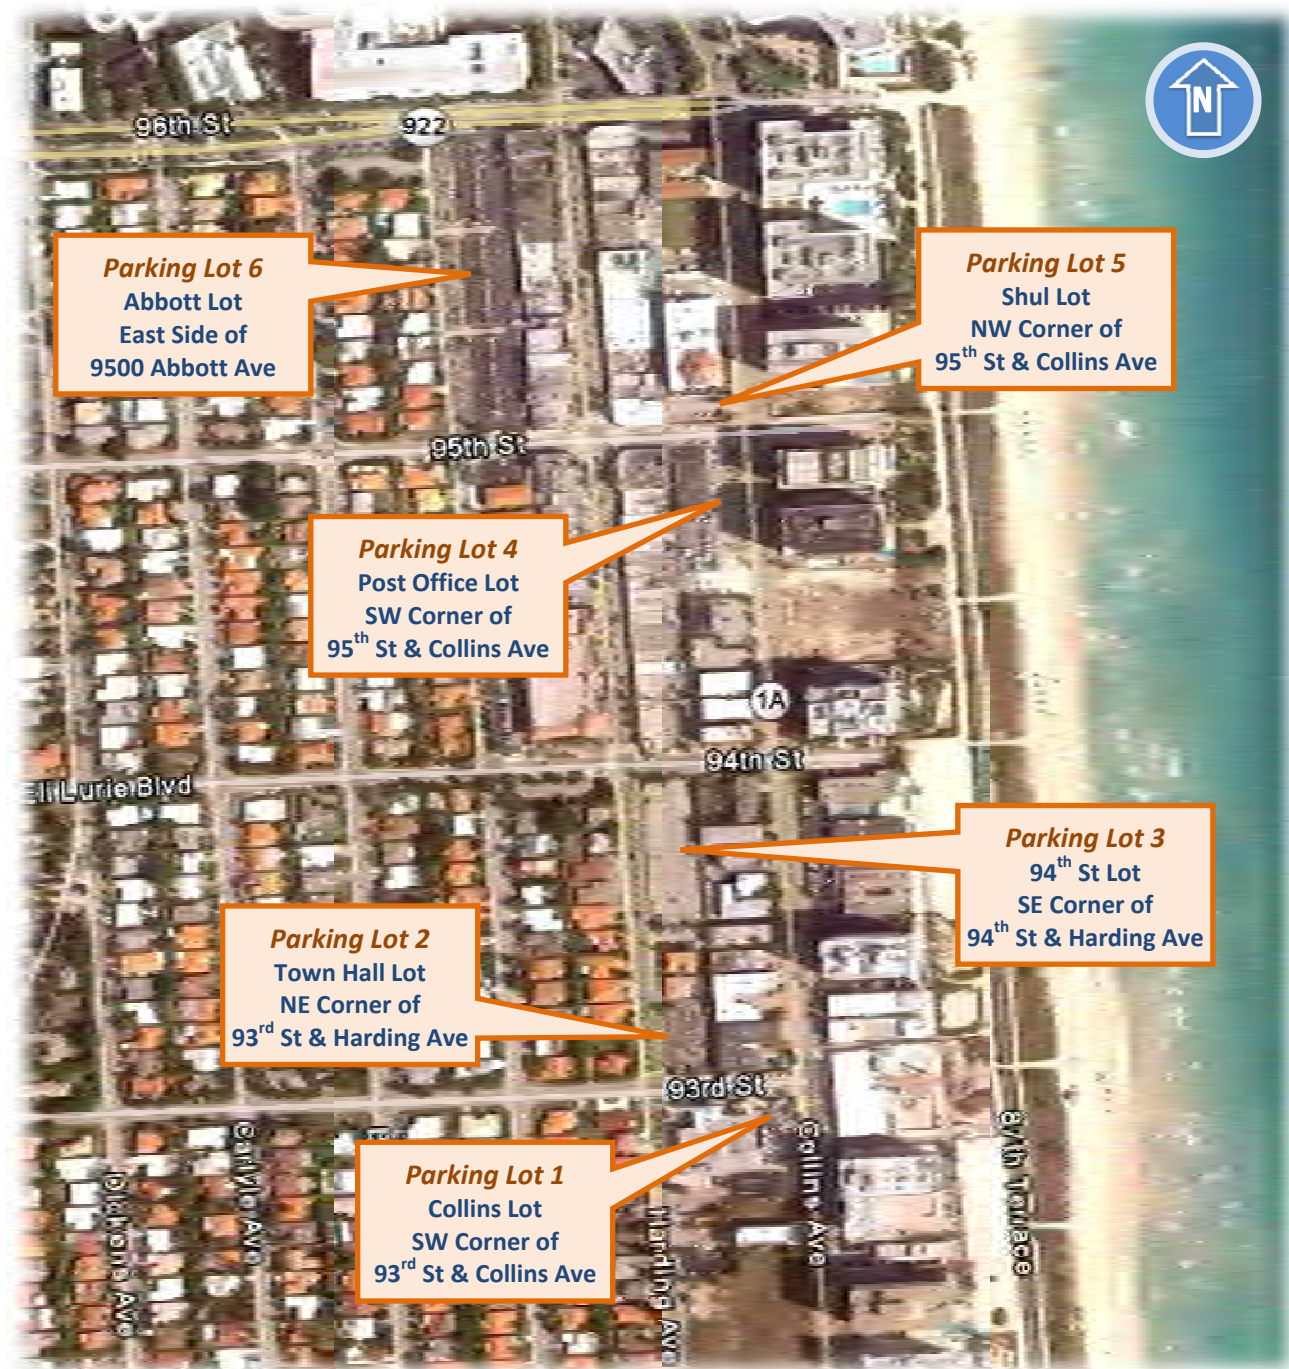 N
96th St
922
Parking Lot 6
Abbott Lot
East Side of
9500 Abbott Ave
Parking Lot 5
Shul Lot
NW Corner of
95th St & Collins Ave
95th St
Parking Lot 4
Post Office Lot
SW Corner of
95th St & Collins Ave
1A
94th St
Eli Lurie Blvd
Parking Lot 3
94th St Lot
SE Corner of
94th St & Harding Ave
Parking Lot 2
Town Hall Lot
NE Corner of
93rd St & Harding Ave
93rd St
Parking Lot 1
Collins Lot
SW Corner of
93rd St & Collins Ave
Dickens Ave
Carlyle Ave
Harding Ave
Collins Ave
Terrace